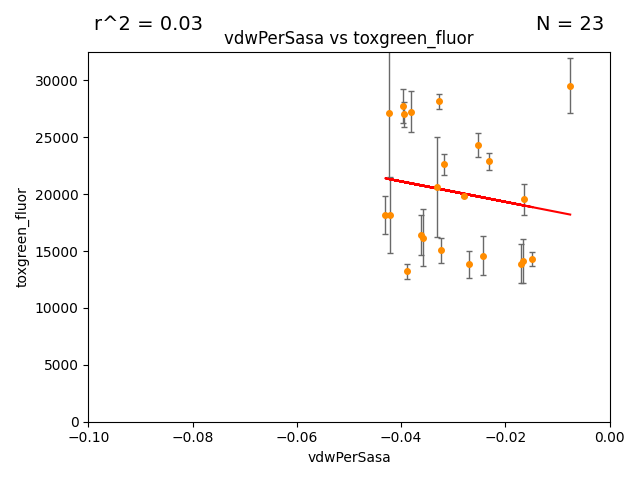 r^2 = 0.03
N = 23
vdwPerSasa vs toxgreen_fluor
30000
25000
20000
15000
10000
5000
0
toxgreen_fluor
−0.10 −0.08 −0.06 −0.04 −0.02 0.00
vdwPerSasa